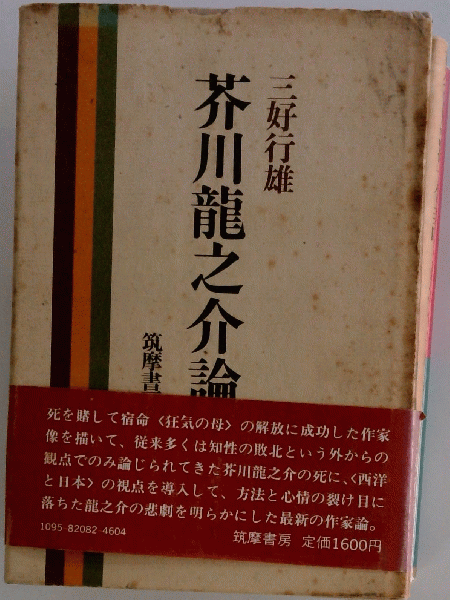 三好行雄
芥川龍之介論
筑摩書
死を賭して宿命〈狂気の母〉の解放に成功した作家
像を描いて、従来多くは知性の敗北という外からの
観点でのみ論じられてきた芥川龍之介の死に、〈西洋
と日本〉の視点を導入して、方法と心情の裂け目に
落ちた龍之介の悲劇を明らかにした最新の作家論。
1095-82082-4604
筑摩書房 定価1600円